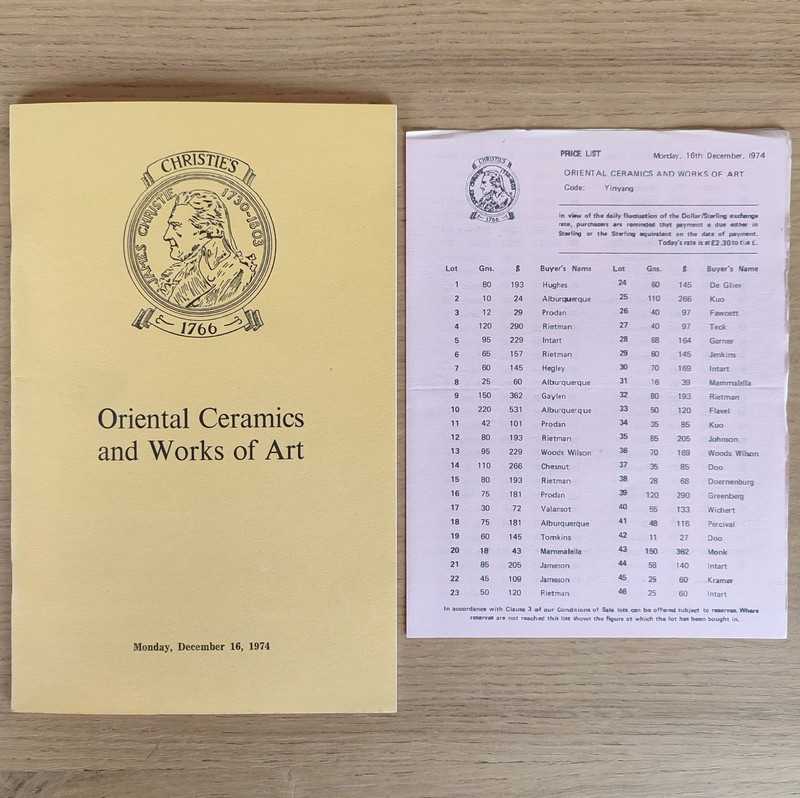 CHRISTIE'S
JAMES CHRISTIE 1730-1803
1766
Oriental Ceramics
and Works of Art
Monday, December 16, 1974
CHRISTIE'S
JAMES CHRISTIE 1730-1803
1766
PRICE LIST Monday, 16th December, 1974
ORIENTAL CERAMICS AND WORKS OF ART
Code: Yinyang
In view of the daily fluctuation of the Dollar/Sterling exchange
rate, purchasers are reminded that payment is due either in
Sterling or the Sterling equivalent on the date of payment.
Today's rate is at £2.30 to the £.
Lot Gns. $ Buyer's Name Lot Gns. $ Buyer's Name
1 80 193 Hughes 24 60 145 De Gliev
2 10 24 Alburquerque 25 110 266 Kuo
3 12 29 Prodan 26 40 97 Fawcett
4 120 290 Rietman 27 40 97 Teck
5 95 229 Intart 28 68 164 Garner
6 65 157 Rietman 29 60 145 Jenkins
7 60 145 Hegley 30 70 169 Intart
8 25 60 Alburquerque 31 16 39 Mammalella
9 150 362 Gaylen 32 80 193 Rietman
10 220 531 Alburquerque 33 50 120 Flavel
11 42 101 Prodan 34 35 85 Kuo
12 80 193 Rietman 35 85 205 Johnson
13 95 229 Woods Wilson 36 70 169 Woods Wilson
14 110 266 Chesnut 37 35 85 Doo
15 80 193 Rietman 38 28 68 Doernenburg
16 75 181 Prodan 39 120 290 Greenberg
17 30 72 Valansot 40 55 133 Wichert
18 75 181 Alburquerque 41 48 116 Percival
19 60 145 Tomkins 42 11 27 Doo
20 18 43 Mammalella 43 150 362 Monk
21 85 205 Jameson 44 58 140 Intart
22 45 109 Jameson 45 25 60 Kramer
23 50 120 Rietman 46 25 60 Intart
In accordance with Clause 3 of our Conditions of Sale lots can be offered subject to reserves. Where
reserves are not reached this list shows the figure at which the lot has been bought in.